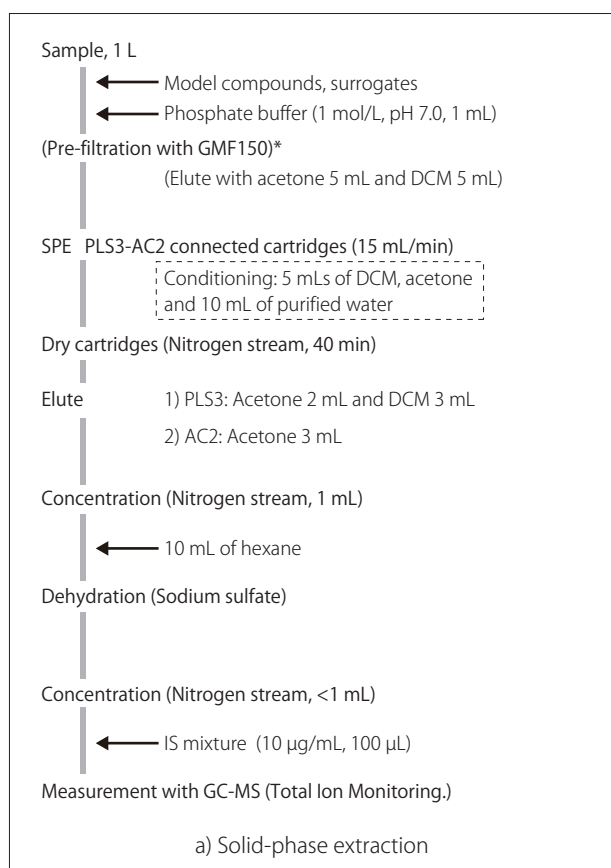 Sample, 1 L
Model compounds, surrogates
Phosphate buffer (1 mol/L, pH 7.0, 1 mL)
(Pre-filtration with GMF150)*
(Elute with acetone 5 mL and DCM 5 mL)
SPE PLS3-AC2 connected cartridges (15 mL/min)
Conditioning: 5 mLs of DCM, acetone
and 10 mL of purified water
Dry cartridges (Nitrogen stream, 40 min)
Elute 1) PLS3: Acetone 2 mL and DCM 3 mL
2) AC2: Acetone 3 mL
Concentration (Nitrogen stream, 1 mL)
10 mL of hexane
Dehydration (Sodium sulfate)
Concentration (Nitrogen stream, <1 mL)
IS mixture (10 µg/mL, 100 µL)
Measurement with GC-MS (Total Ion Monitoring.)
a) Solid-phase extraction